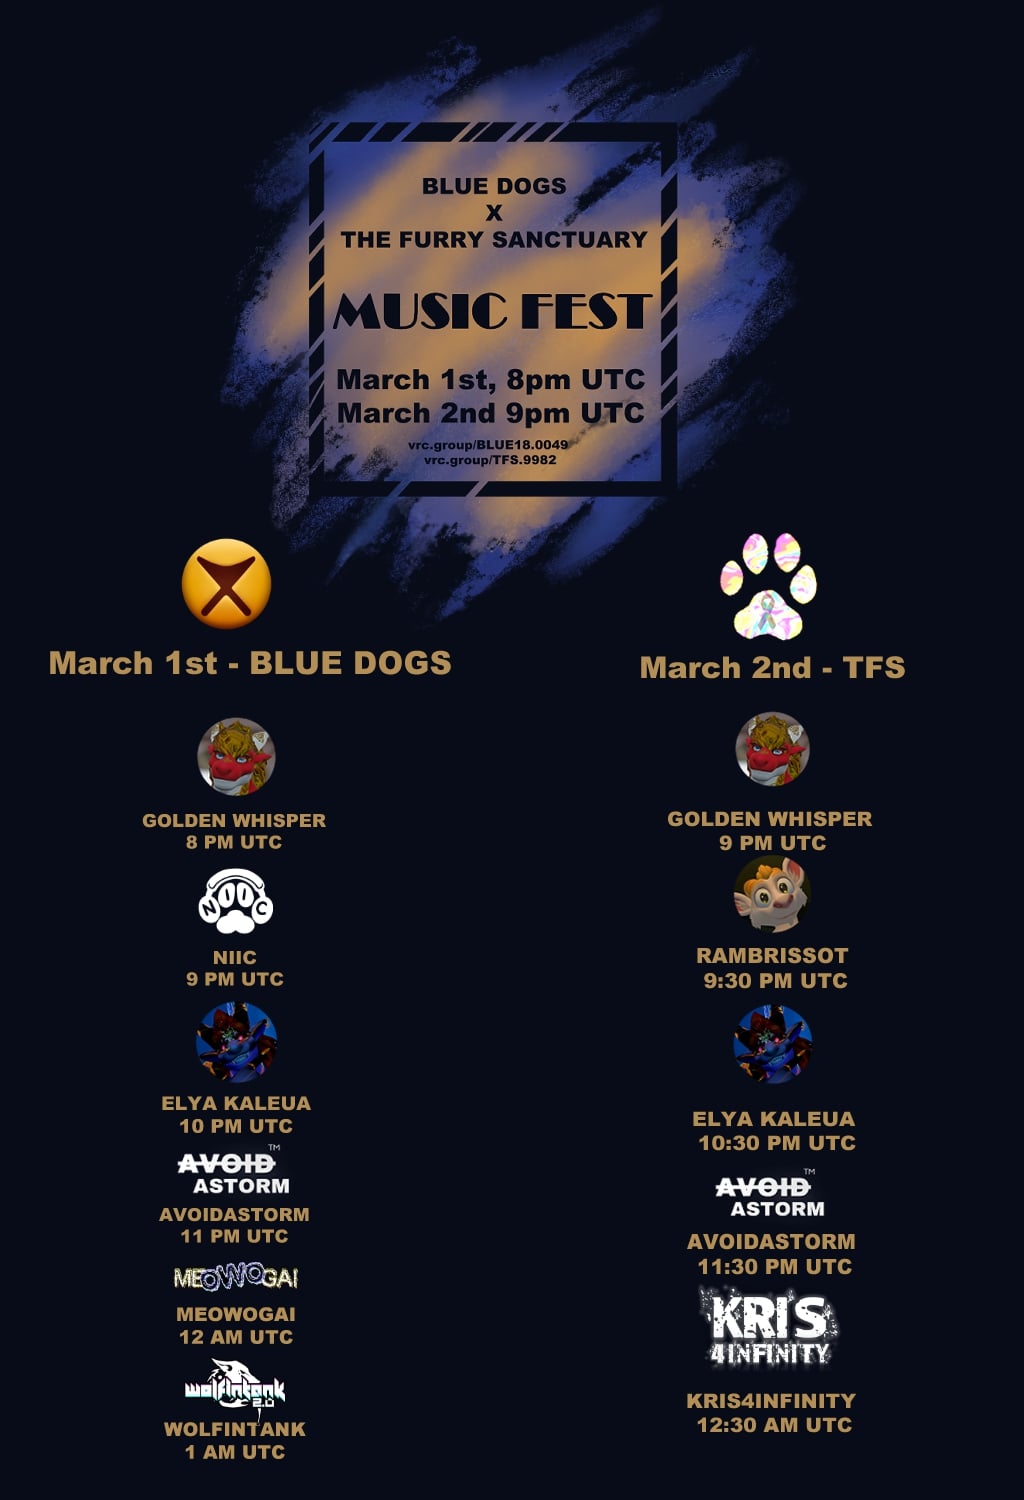 BLUE DOGS
X
THE FURRY SANCTUARY
MUSIC FEST
March 1st, 8pm UTC
March 2nd 9pm UTC
vrc.group/BLUE18.0049
vrc.group/TFS.9982
March 1st - BLUE DOGS
GOLDEN WHISPER
8 PM UTC
NIIC
NIIC
9 PM UTC
ELYA KALEUA
10 PM UTC
AVOID™
ASTORM
AVOIDASTORM
11 PM UTC
MEOWOGAI
MEOWOGAI
12 AM UTC
wolfintank
2.0
WOLFINTANK
1 AM UTC
March 2nd - TFS
GOLDEN WHISPER
9 PM UTC
RAMBRISSOT
9:30 PM UTC
ELYA KALEUA
10:30 PM UTC
AVOID™
ASTORM
AVOIDASTORM
11:30 PM UTC
KRIS
4INFINITY
KRIS4INFINITY
12:30 AM UTC